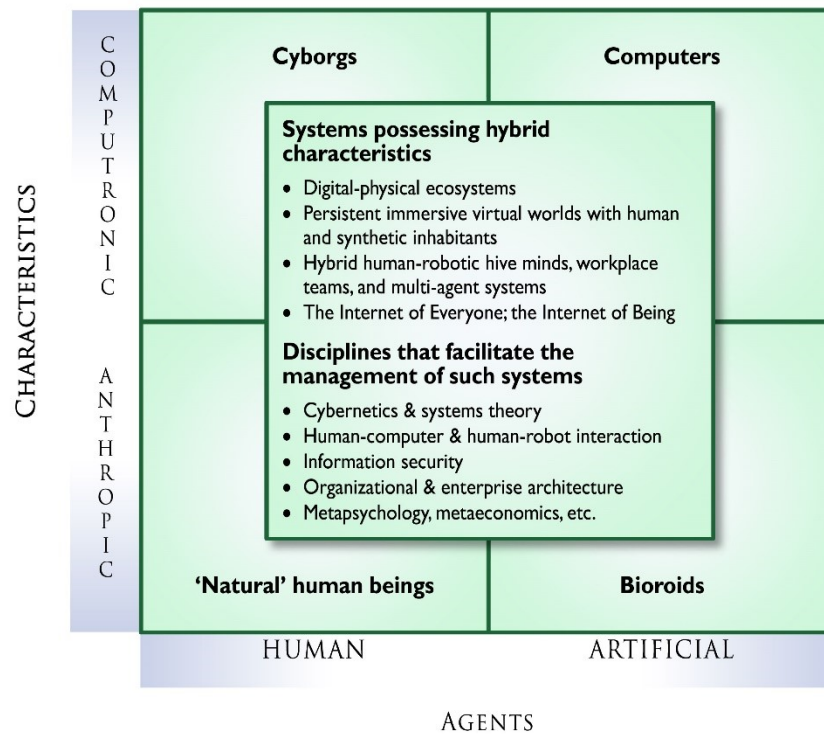 CHARACTERISTICS
COMPUTRONIC
ANTHROPIC
Cyborgs
Computers
Systems possessing hybrid
characteristics
• Digital-physical ecosystems
• Persistent immersive virtual worlds with human
and synthetic inhabitants
• Hybrid human-robotic hive minds, workplace
teams, and multi-agent systems
• The Internet of Everyone; the Internet of Being
Disciplines that facilitate the
management of such systems
• Cybernetics & systems theory
• Human-computer & human-robot interaction
• Information security
• Organizational & enterprise architecture
• Metapsychology, metaeconomics, etc.
‘Natural’ human beings
Bioroids
HUMAN
ARTIFICIAL
AGENTS